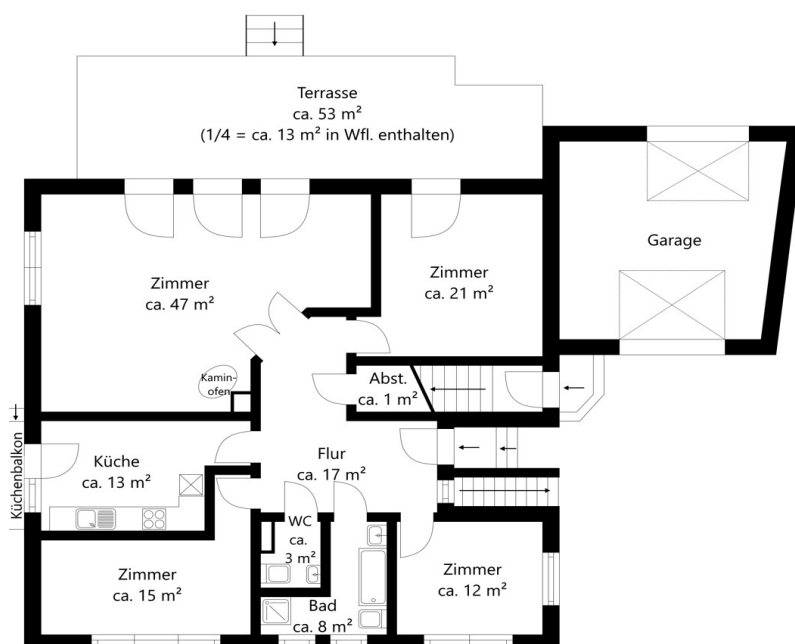 Terrasse
ca. 53 m²
(1/4 = ca. 13 m² in Wfl. enthalten)
Garage
Zimmer
ca. 47 m²
Zimmer
ca. 21 m²
Kamin-
ofen
Abst.
ca. 1 m²
Küchenbalkon
Küche
ca. 13 m²
Flur
ca. 17 m²
WC
ca.
3 m²
Zimmer
ca. 15 m²
Zimmer
ca. 12 m²
Bad
ca. 8 m²